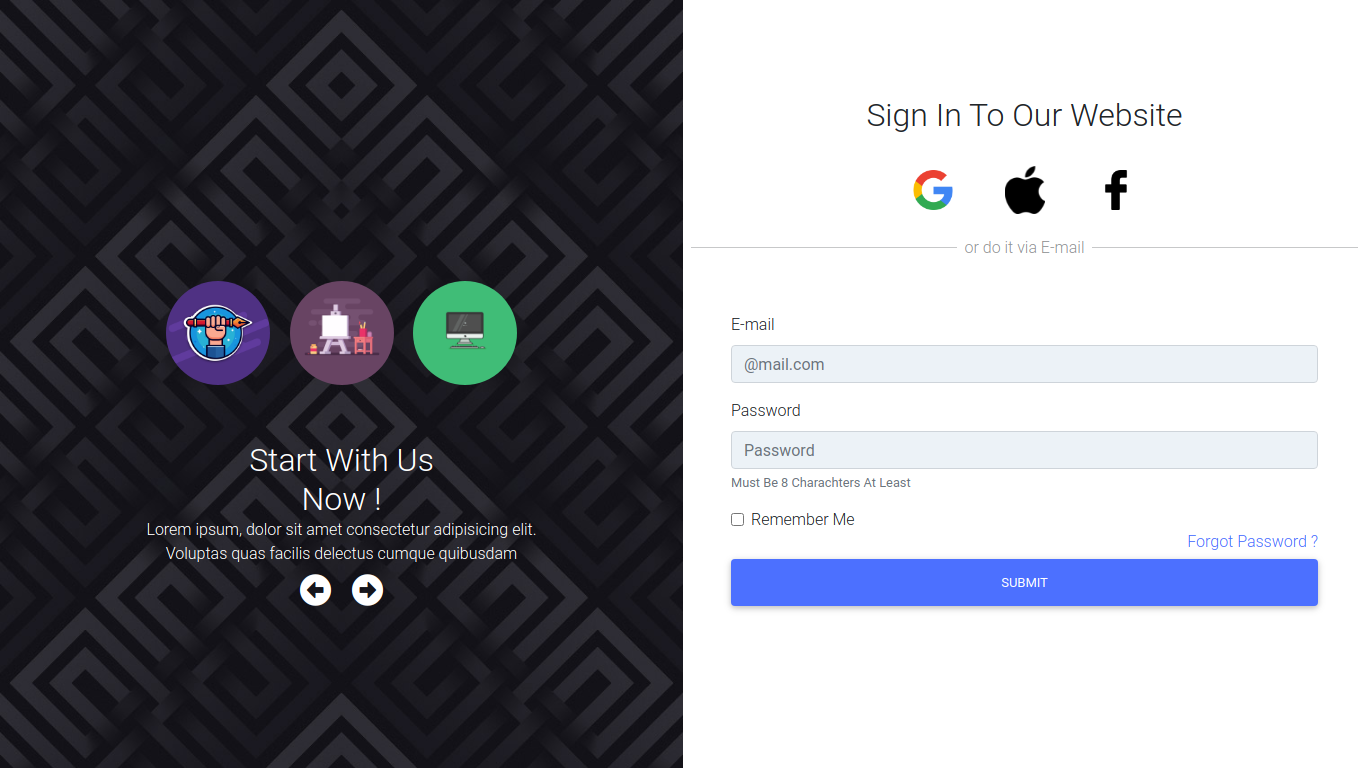 Start With Us
Now !
Lorem ipsum, dolor sit amet consectetur adipisicing elit.
Voluptas quas facilis delectus cumque quibusdam
Sign In To Our Website
or do it via E-mail
E-mail
@mail.com
Password
Password
Must Be 8 Charachters At Least
Remember Me
Forgot Password ?
SUBMIT